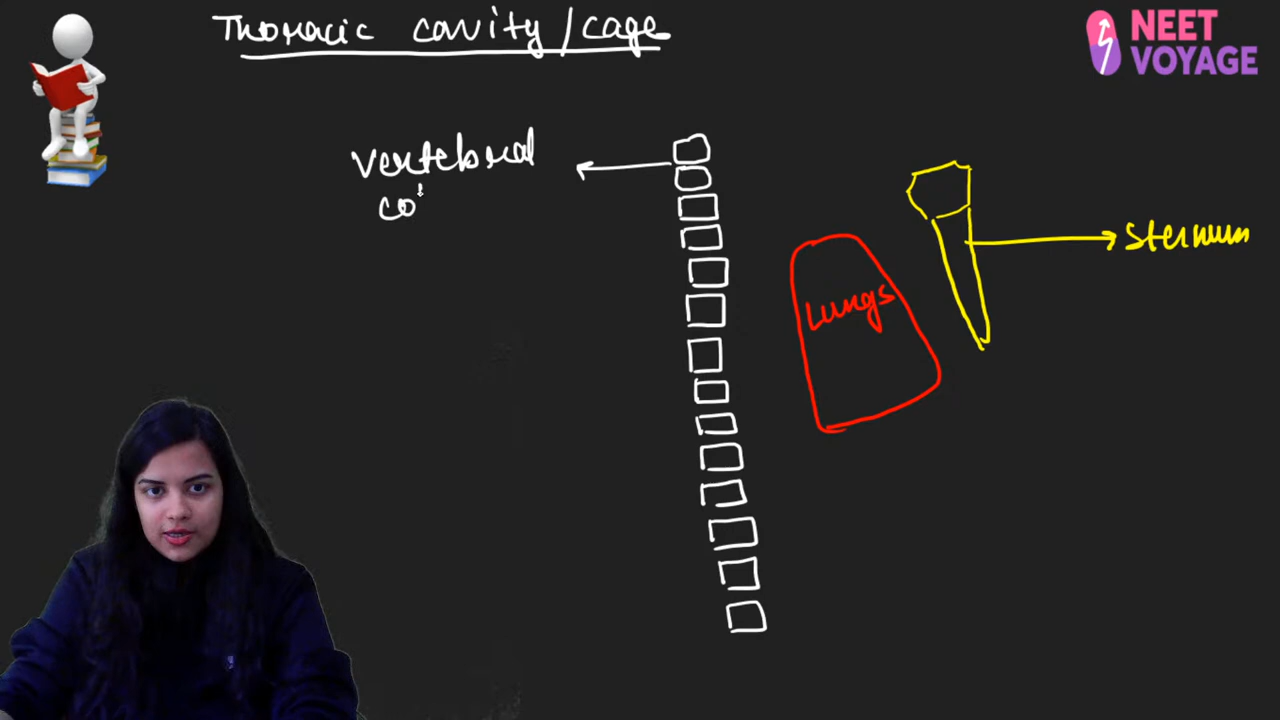 Thoracic cavity / cage
NEET
VOYAGE
vertebral
co
Lungs
sternum